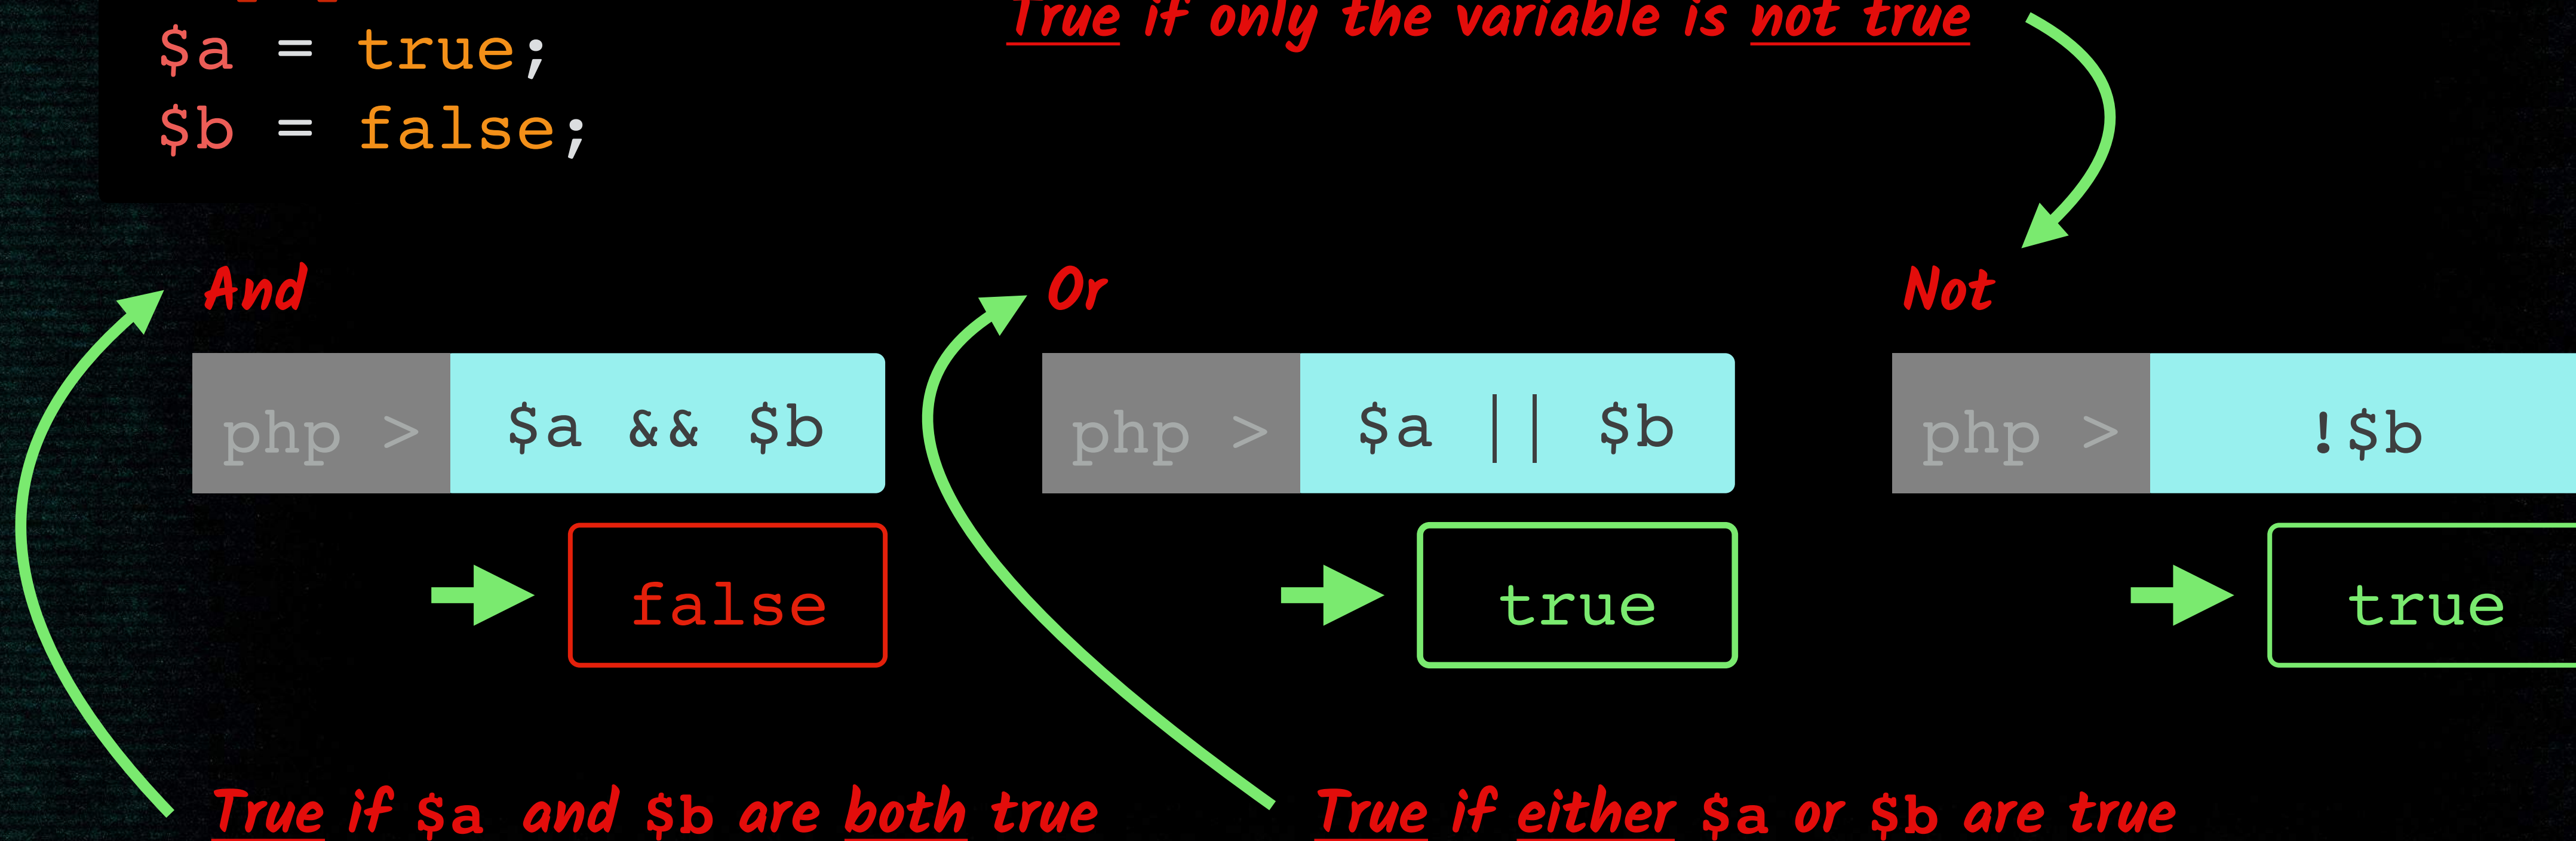 True if only the variable is not true
$a = true;
$b = false;
And
Or
Not
php > $a && $b
php > $a || $b
php > !$b
false
true
true
True if $a and $b are both true
True if either $a or $b are true